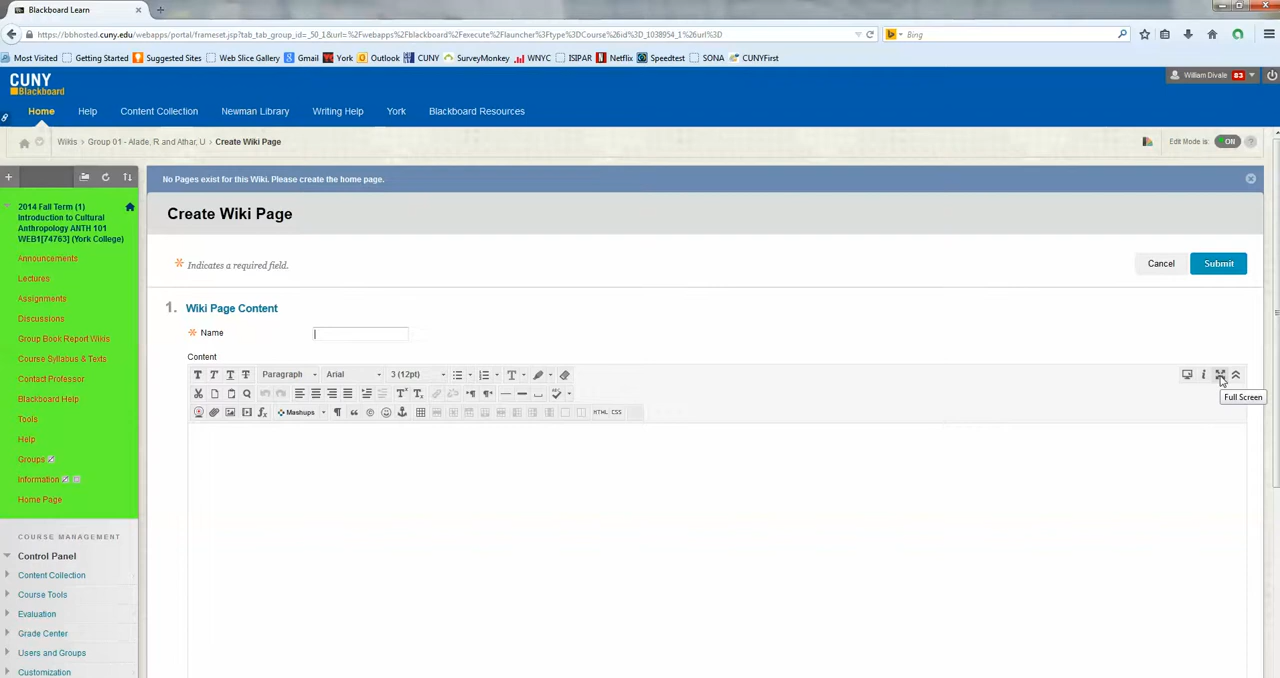 Blackboard Learn
https://bbhosted.cuny.edu/webapps/portal/frameset.jsp?tab_tab_group_id=_50_1&url=%2Fwebapps%2Fblackboard%2Fexecute%2Flauncher%3Ftype%3DCourse%26id%3D_1038954_1%26url%3D
Bing
Most Visited Getting Started Suggested Sites Web Slice Gallery Gmail York Outlook CUNY SurveyMonkey WNYC ISIPAR Netflix Speedtest SONA CUNYFirst
CUNY
Blackboard
William Divale 83
Home Help Content Collection Newman Library Writing Help York Blackboard Resources
Wikis > Group 01 - Alade, R and Athar, U > Create Wiki Page
Edit Mode is: ON ?
No Pages exist for this Wiki. Please create the home page.
2014 Fall Term (1)
Introduction to Cultural
Anthropology ANTH 101
WEB1[74763] (York College)
Announcements
Lectures
Assignments
Discussions
Group Book Report Wikis
Course Syllabus & Texts
Contact Professor
Blackboard Help
Tools
Help
Groups
Information
Home Page
COURSE MANAGEMENT
Control Panel
Content Collection
Course Tools
Evaluation
Grade Center
Users and Groups
Customization
Create Wiki Page
* Indicates a required field.
Cancel Submit
1. Wiki Page Content
* Name
Content
T T T T Paragraph Arial 3 (12pt) T
Full Screen
Mashups HTML CSS